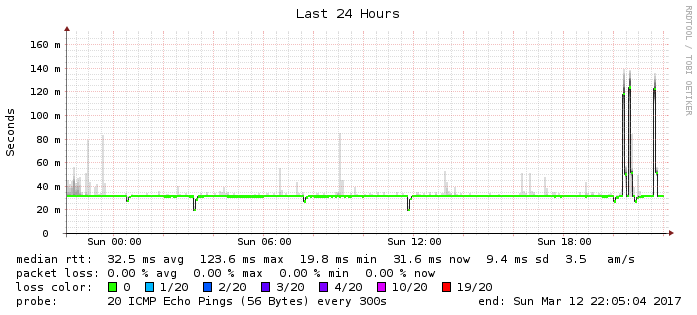 Last 24 Hours
RRDTOOL / TOBI OETIKER
Seconds
160 m
140 m
120 m
100 m
80 m
60 m
40 m
20 m
0
Sun 00:00 Sun 06:00 Sun 12:00 Sun 18:00
median rtt: 32.5 ms avg 123.6 ms max 19.8 ms min 31.6 ms now 9.4 ms sd 3.5 am/s
packet loss: 0.00 % avg 0.00 % max 0.00 % min 0.00 % now
loss color: 0 1/20 2/20 3/20 4/20 10/20 19/20
probe: 20 ICMP Echo Pings (56 Bytes) every 300s end: Sun Mar 12 22:05:04 2017